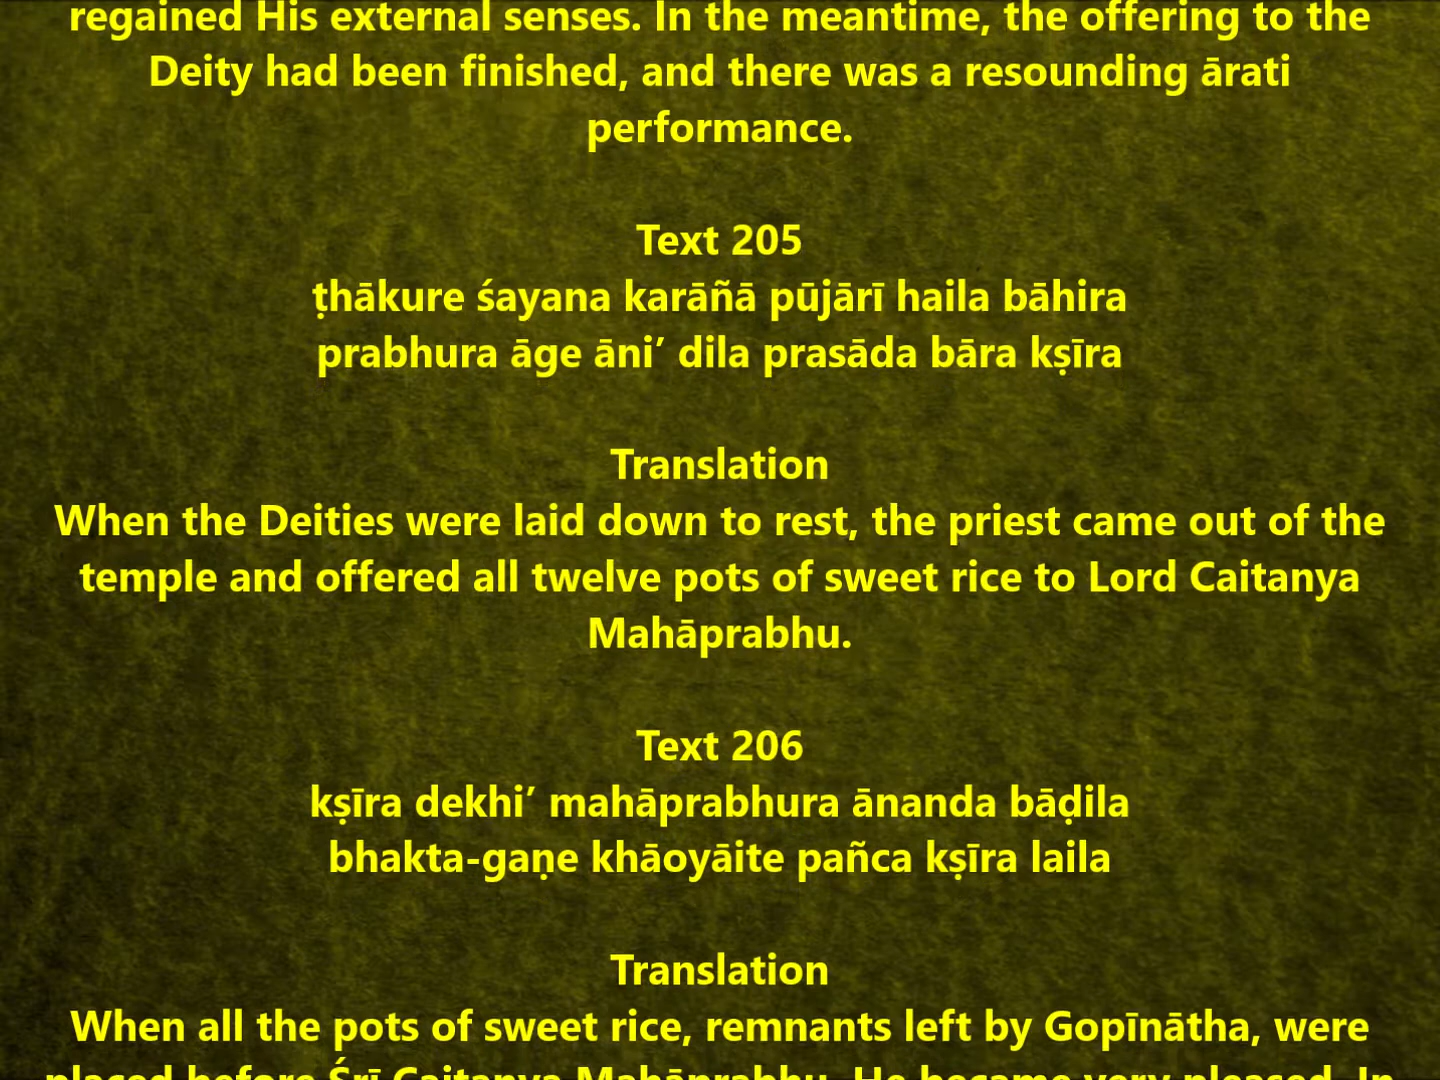 regained His external senses. In the meantime, the offering to the
Deity had been finished, and there was a resounding ārati
performance.
Text 205
ṭhākure śayana karāñā pūjārī haila bāhira
prabhura āge āni’ dila prasāda bāra kṣīra
Translation
When the Deities were laid down to rest, the priest came out of the
temple and offered all twelve pots of sweet rice to Lord Caitanya
Mahāprabhu.
Text 206
kṣīra dekhi’ mahāprabhura ānanda bāḍila
bhakta-gaṇe khāoyāite pañca kṣīra laila
Translation
When all the pots of sweet rice, remnants left by Gopīnātha, were
placed before Śrī Caitanya Mahāprabhu, He became very pleased. In